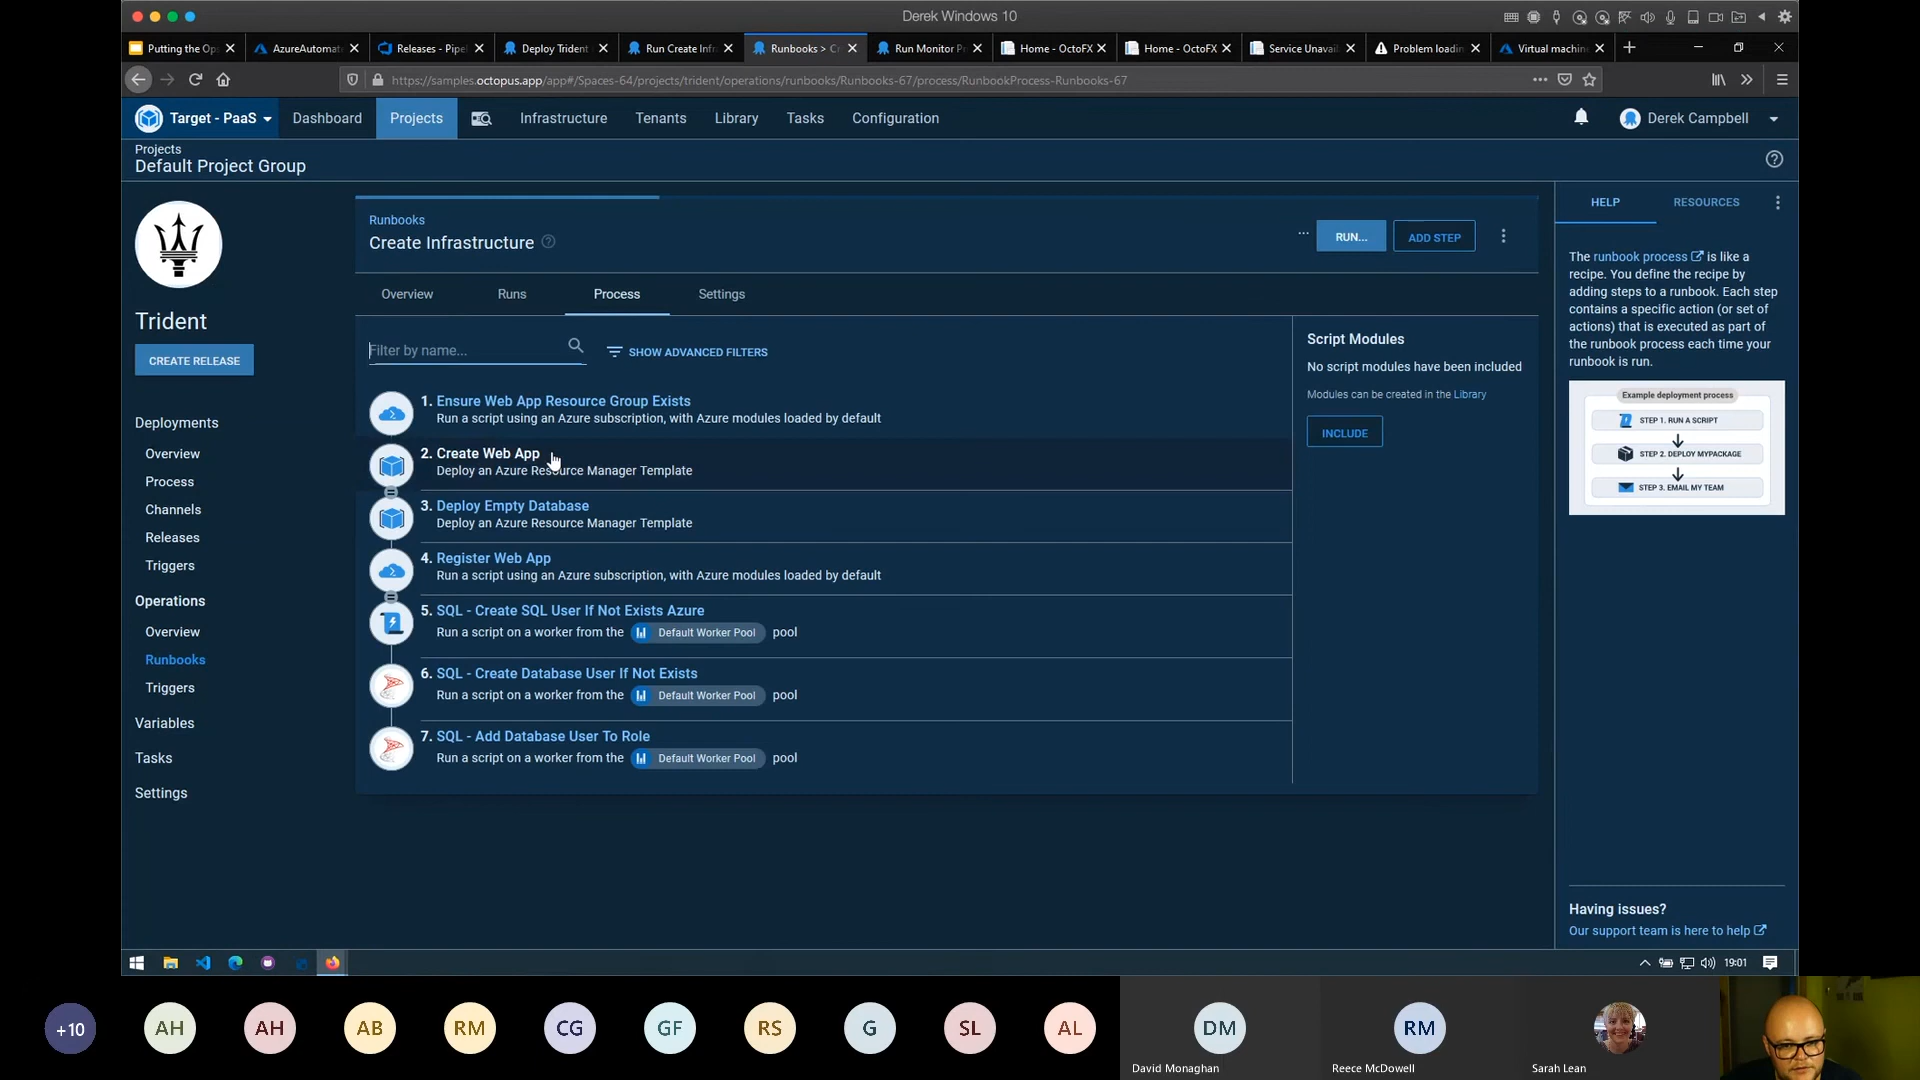 Derek Windows 10
Putting the Op
AzureAutomat
Releases - Pipel
Deploy Trident
Run Create Infr
Runbooks > Cr
Run Monitor P
Home - OctoFX
Home - OctoFX
Service Unavai
Problem loadin
Virtual machin
https://samples.octopus.app/app#/Spaces-64/projects/trident/operations/runbooks/Runbooks-67/process/RunbookProcess-Runbooks-67
Target - PaaS
Dashboard
Projects
Infrastructure
Tenants
Library
Tasks
Configuration
Derek Campbell
Projects
Default Project Group
Trident
CREATE RELEASE
Deployments
Overview
Process
Channels
Releases
Triggers
Operations
Overview
Runbooks
Triggers
Variables
Tasks
Settings
Runbooks
Create Infrastructure
RUN...
ADD STEP
Overview
Runs
Process
Settings
Filter by name...
SHOW ADVANCED FILTERS
1. Ensure Web App Resource Group Exists
Run a script using an Azure subscription, with Azure modules loaded by default
2. Create Web App
Deploy an Azure Resource Manager Template
3. Deploy Empty Database
Deploy an Azure Resource Manager Template
4. Register Web App
Run a script using an Azure subscription, with Azure modules loaded by default
5. SQL - Create SQL User If Not Exists Azure
Run a script on a worker from the Default Worker Pool pool
6. SQL - Create Database User If Not Exists
Run a script on a worker from the Default Worker Pool pool
7. SQL - Add Database User To Role
Run a script on a worker from the Default Worker Pool pool
Script Modules
No script modules have been included
Modules can be created in the Library
INCLUDE
HELP
RESOURCES
The runbook process is like a
recipe. You define the recipe by
adding steps to a runbook. Each step
contains a specific action (or set of
actions) that is executed as part of
the runbook process each time your
runbook is run.
Example deployment process
STEP 1. RUN A SCRIPT
STEP 2. DEPLOY MYPACKAGE
STEP 3. EMAIL MY TEAM
Having issues?
Our support team is here to help
19:01
+10
AH
AH
AB
RM
CG
GF
RS
G
SL
AL
DM
David Monaghan
RM
Reece McDowell
Sarah Lean